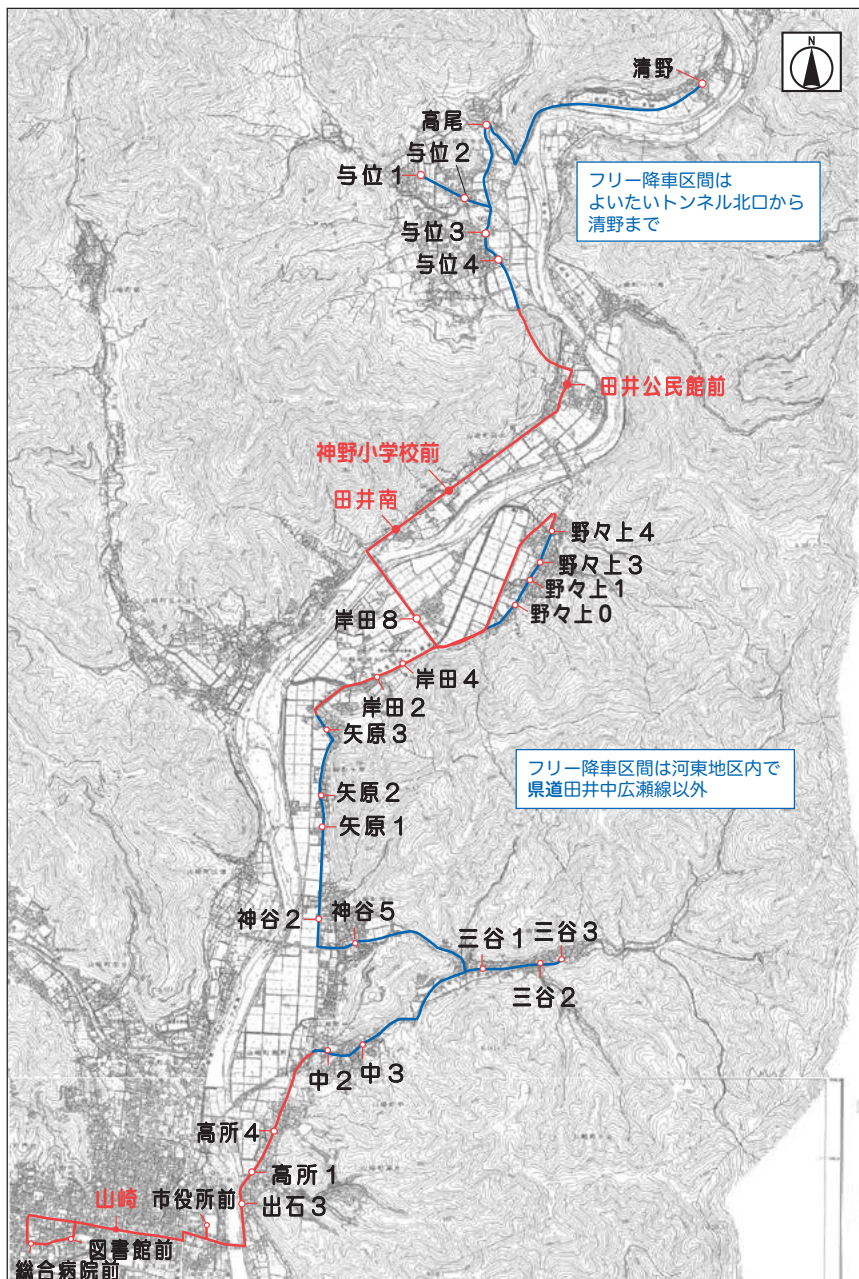 N
清野
高尾
与位2
与位1
フリー降車区間は
よいたいトンネル北口から
清野まで
与位3
与位4
田井公民館前
神野小学校前
田井南
野々上4
野々上3
野々上1
野々上0
岸田8
岸田4
岸田2
矢原3
フリー降車区間は河東地区内で
県道田井中広瀬線以外
矢原2
矢原1
神谷2
神谷5
三谷1
三谷3
三谷2
中2
中3
高所4
高所1
山崎
市役所前
出石3
図書館前
総合病院前